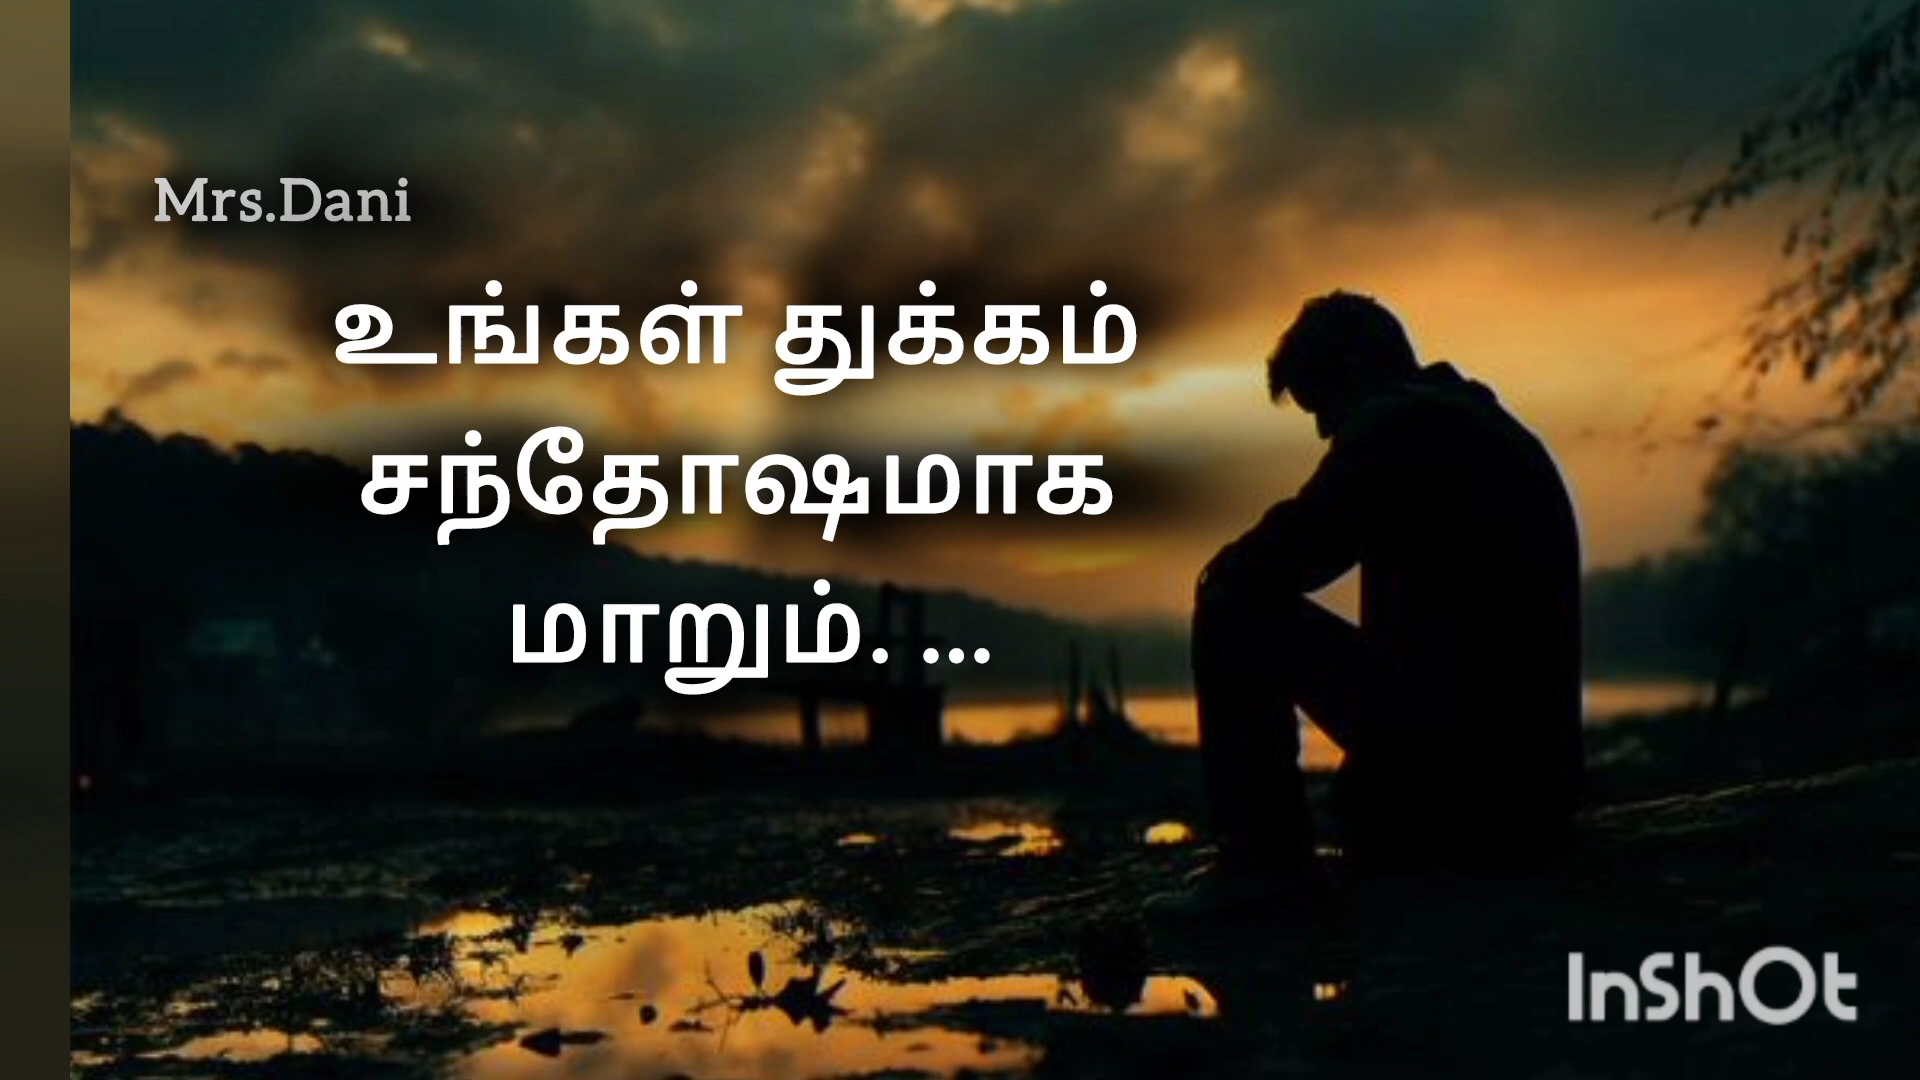 Mrs.Dani
உங்கள் துக்கம்
சந்தோஷமாக
மாறும். ...
InShOt